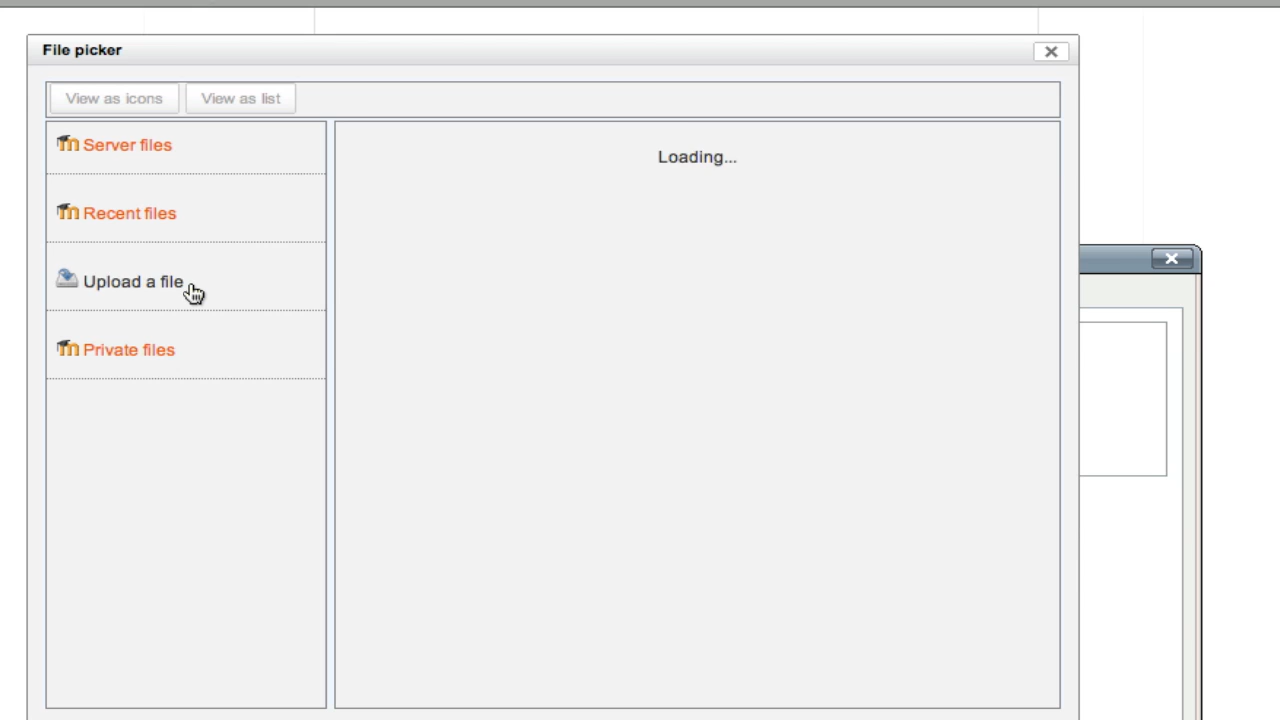 File picker
View as icons
View as list
Server files
Loading...
Recent files
Upload a file
Private files